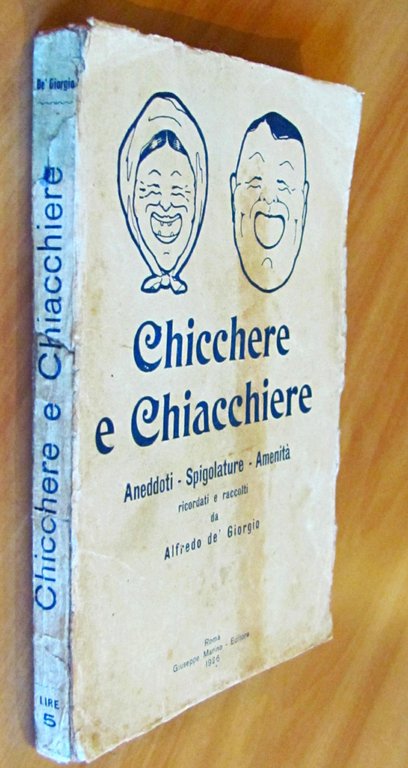 De' Giorgio
Chicchere e Chiacchiere
LIRE
5
Chicchere
e Chiacchiere
Aneddoti - Spigolature - Amenità
ricordati e raccolti
da
Alfredo de' Giorgio
Roma
Giuseppe Marino - Editore
1926